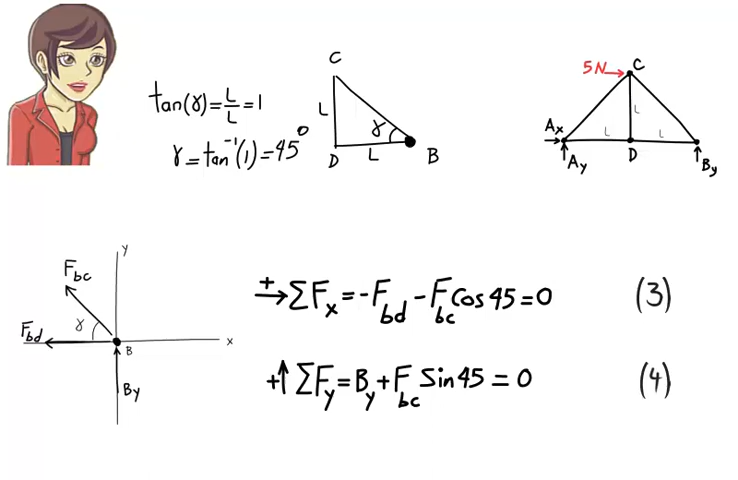 tan(γ)=L/L=1
γ=tan⁻¹(1)=45°
C
L
γ
D
L
B
5N
C
L
Ax
L
L
Ay
D
By
y
Fbc
γ
Fbd
B
x
By
+→ΣFx=-Fbd-Fbc Cos 45=0
(3)
+↑ΣFy=By+Fbc Sin 45=0
(4)